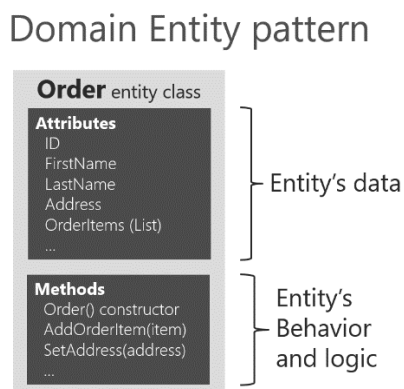 Domain Entity pattern
Order entity class
Attributes
ID
FirstName
LastName
Address
OrderItems (List)
...
Entity's data
Methods
Order() constructor
AddOrderItem(item)
SetAddress(address)
...
Entity's
Behavior
and logic